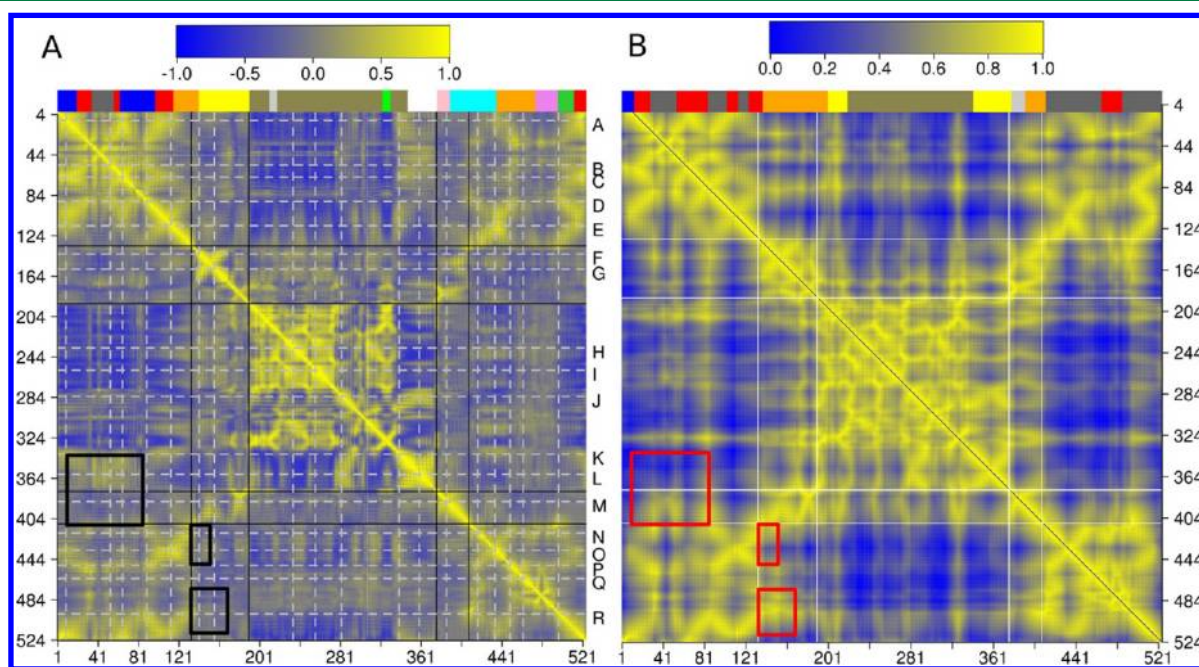 A
-1.0 -0.5 0.0 0.5 1.0
B
0.0 0.2 0.4 0.6 0.8 1.0
4
44
84
124
164
204
244
284
324
364
404
444
484
524
A
B
C
D
E
F
G
H
I
J
K
L
M
N
O
P
Q
R
4
44
84
124
164
204
244
284
324
364
404
444
484
524
1 41 81 121 201 281 361 441 521
1 41 81 121 201 281 361 441 521